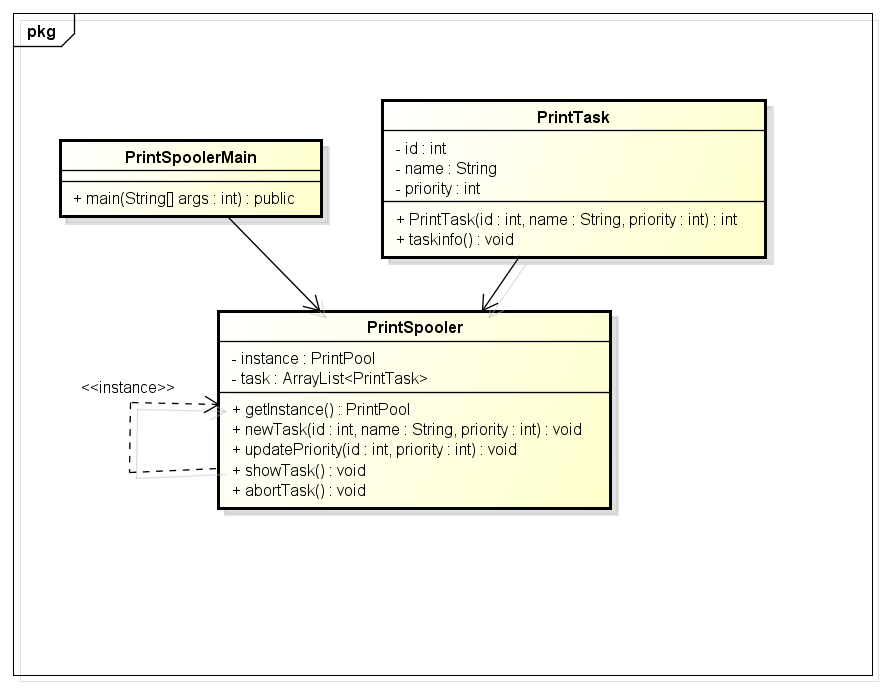 pkg
PrintSpoolerMain
+ main(String[] args : int) : public
PrintTask
- id : int
- name : String
- priority : int
+ PrintTask(id : int, name : String, priority : int) : int
+ taskinfo() : void
PrintSpooler
- instance : PrintPool
- task : ArrayList<PrintTask>
+ getInstance() : PrintPool
+ newTask(id : int, name : String, priority : int) : void
+ updatePriority(id : int, priority : int) : void
+ showTask() : void
+ abortTask() : void
<<instance>>